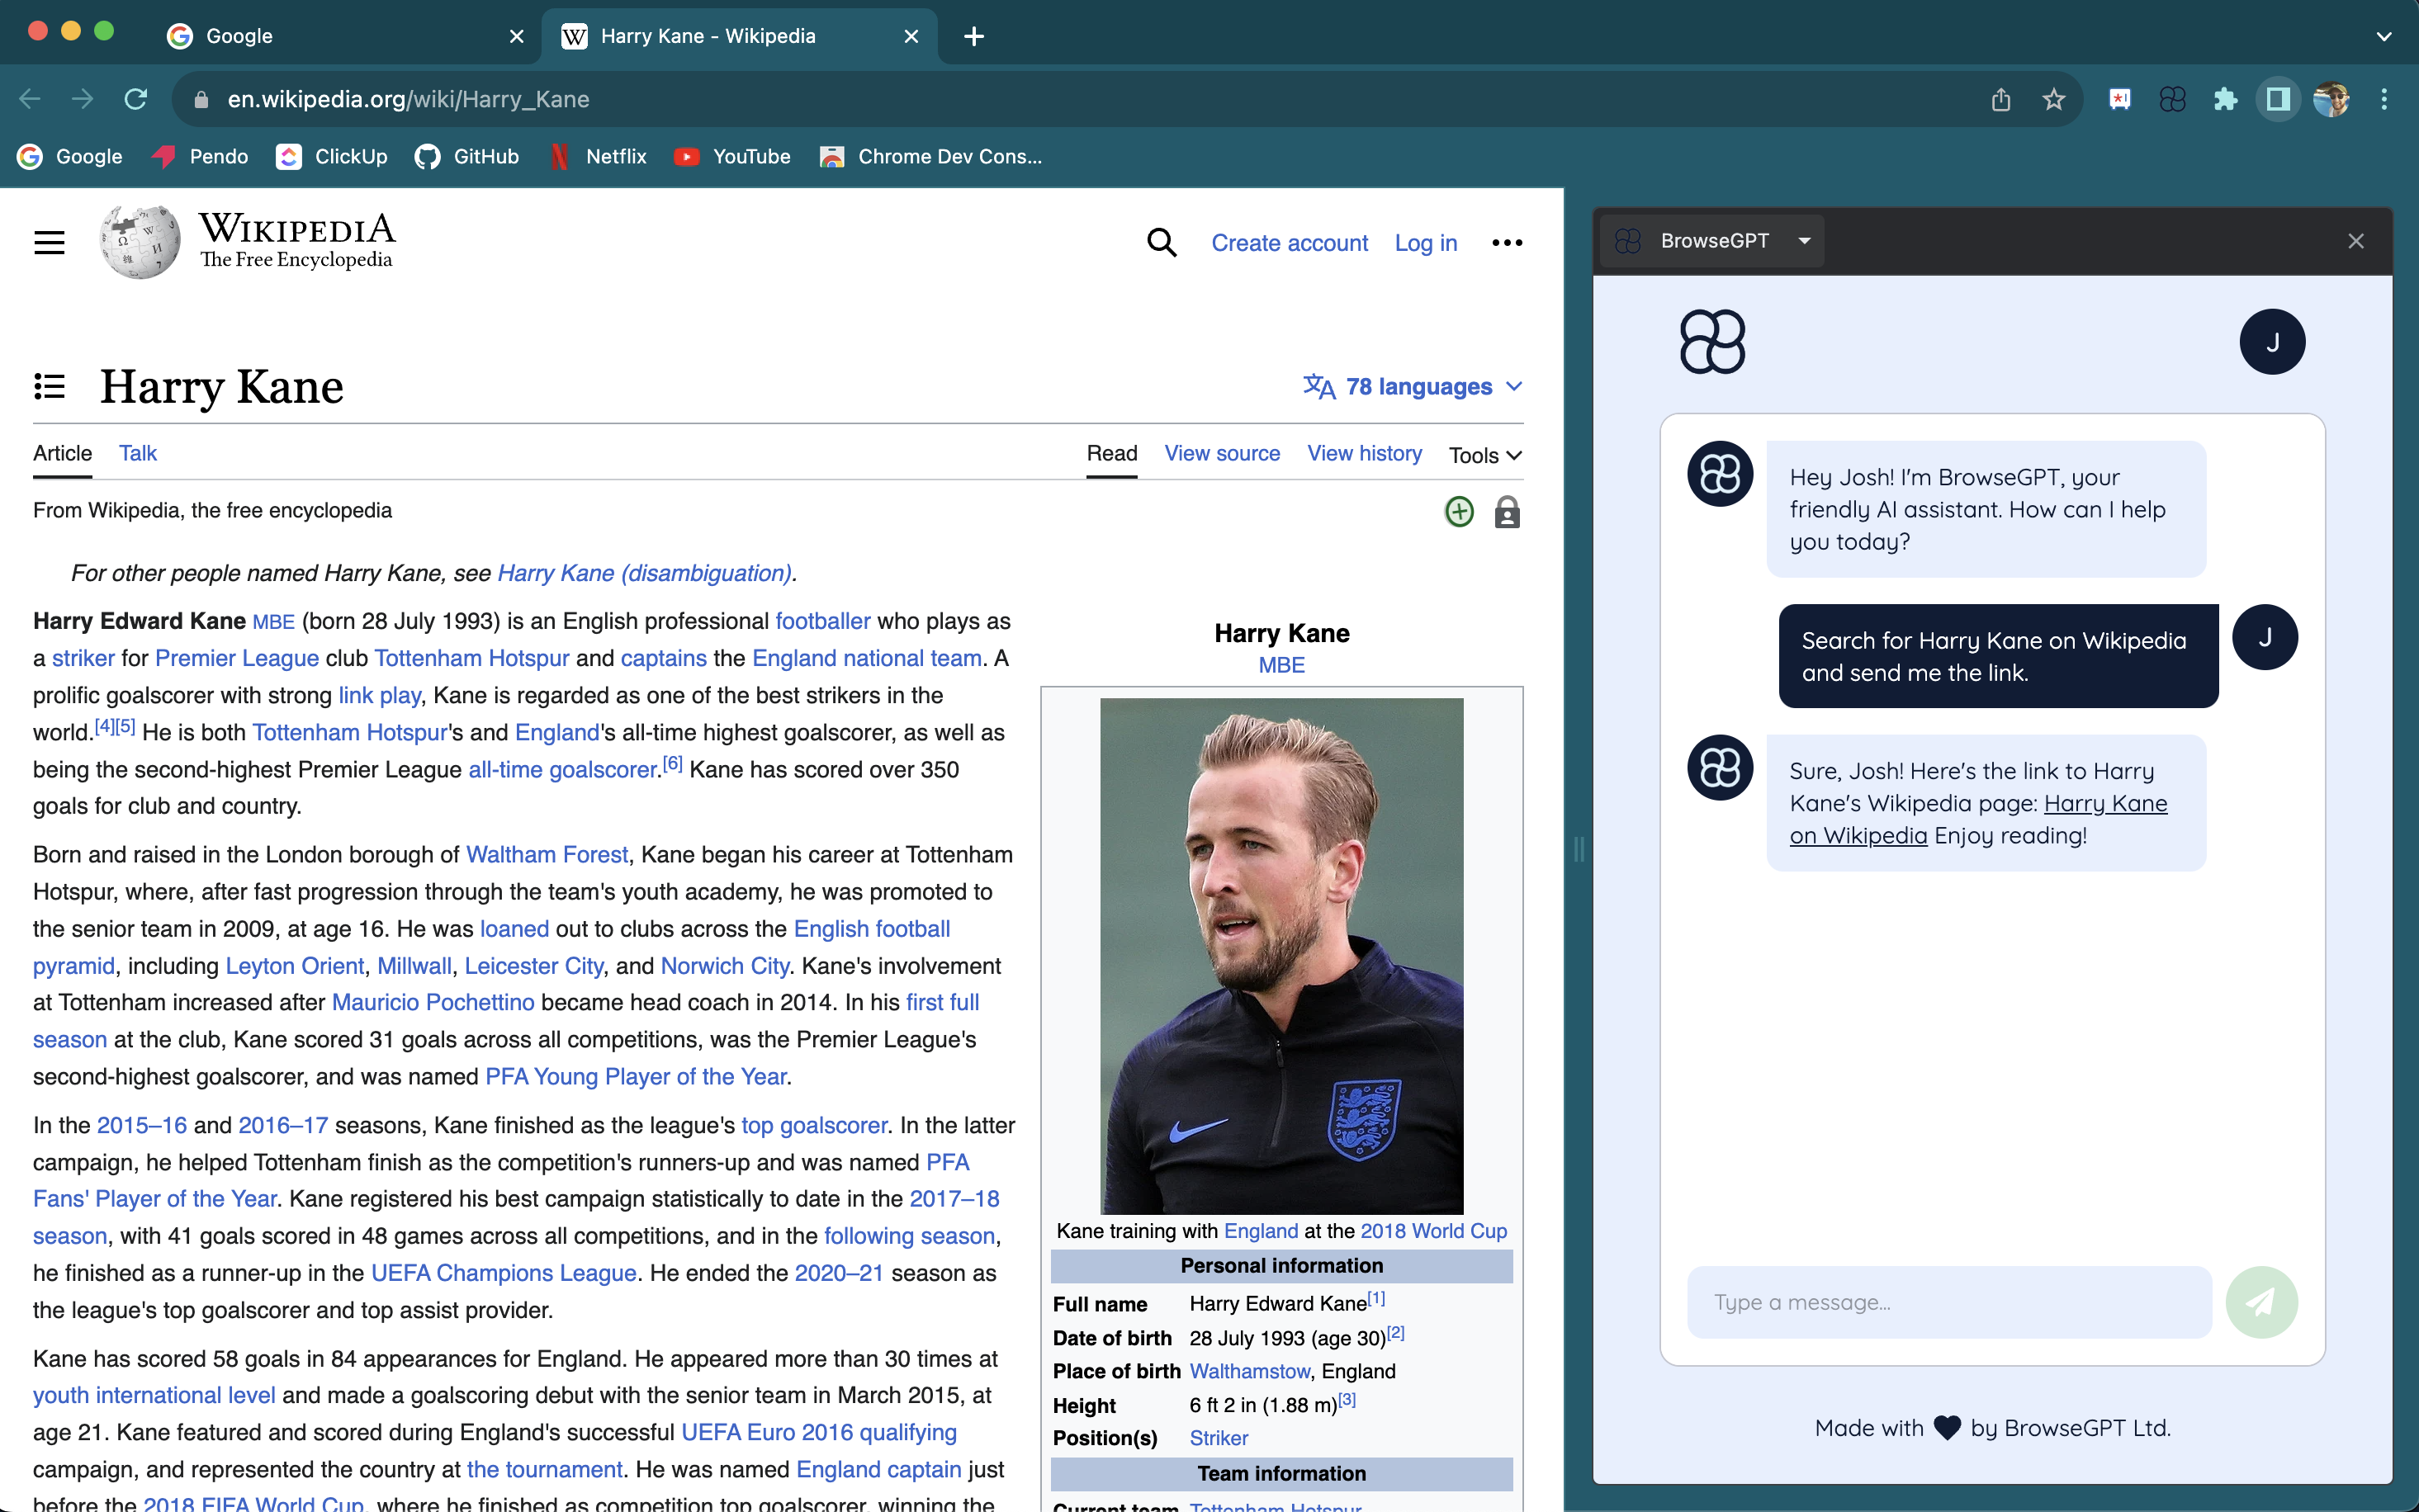 Google
Harry Kane - Wikipedia
en.wikipedia.org/wiki/Harry_Kane
Google
Pendo
ClickUp
GitHub
Netflix
YouTube
Chrome Dev Cons...
WIKIPEDIA
The Free Encyclopedia
Create account
Log in
Harry Kane
78 languages
Article
Talk
Read
View source
View history
Tools
From Wikipedia, the free encyclopedia
For other people named Harry Kane, see Harry Kane (disambiguation).
Harry Edward Kane MBE (born 28 July 1993) is an English professional footballer who plays as
a striker for Premier League club Tottenham Hotspur and captains the England national team. A
prolific goalscorer with strong link play, Kane is regarded as one of the best strikers in the
world.[4][5] He is both Tottenham Hotspur's and England's all-time highest goalscorer, as well as
being the second-highest Premier League all-time goalscorer.[6] Kane has scored over 350
goals for club and country.
Born and raised in the London borough of Waltham Forest, Kane began his career at Tottenham
Hotspur, where, after fast progression through the team's youth academy, he was promoted to
the senior team in 2009, at age 16. He was loaned out to clubs across the English football
pyramid, including Leyton Orient, Millwall, Leicester City, and Norwich City. Kane's involvement
at Tottenham increased after Mauricio Pochettino became head coach in 2014. In his first full
season at the club, Kane scored 31 goals across all competitions, was the Premier League's
second-highest goalscorer, and was named PFA Young Player of the Year.
In the 2015–16 and 2016–17 seasons, Kane finished as the league's top goalscorer. In the latter
campaign, he helped Tottenham finish as the competition's runners-up and was named PFA
Fans' Player of the Year. Kane registered his best campaign statistically to date in the 2017–18
season, with 41 goals scored in 48 games across all competitions, and in the following season,
he finished as a runner-up in the UEFA Champions League. He ended the 2020–21 season as
the league's top goalscorer and top assist provider.
Kane has scored 58 goals in 84 appearances for England. He appeared more than 30 times at
youth international level and made a goalscoring debut with the senior team in March 2015, at
age 21. Kane featured and scored during England's successful UEFA Euro 2016 qualifying
campaign, and represented the country at the tournament. He was named England captain just
before the 2018 FIFA World Cup, where he finished as competition top goalscorer, winning the
Harry Kane
MBE
Kane training with England at the 2018 World Cup
Personal information
Full name Harry Edward Kane[1]
Date of birth 28 July 1993 (age 30)[2]
Place of birth Walthamstow, England
Height 6 ft 2 in (1.88 m)[3]
Position(s) Striker
Team information
Current team Tottenham Hotspur
BrowseGPT
J
Hey Josh! I'm BrowseGPT, your
friendly AI assistant. How can I help
you today?
Search for Harry Kane on Wikipedia
and send me the link.
J
Sure, Josh! Here's the link to Harry
Kane's Wikipedia page: Harry Kane
on Wikipedia Enjoy reading!
Type a message...
Made with by BrowseGPT Ltd.